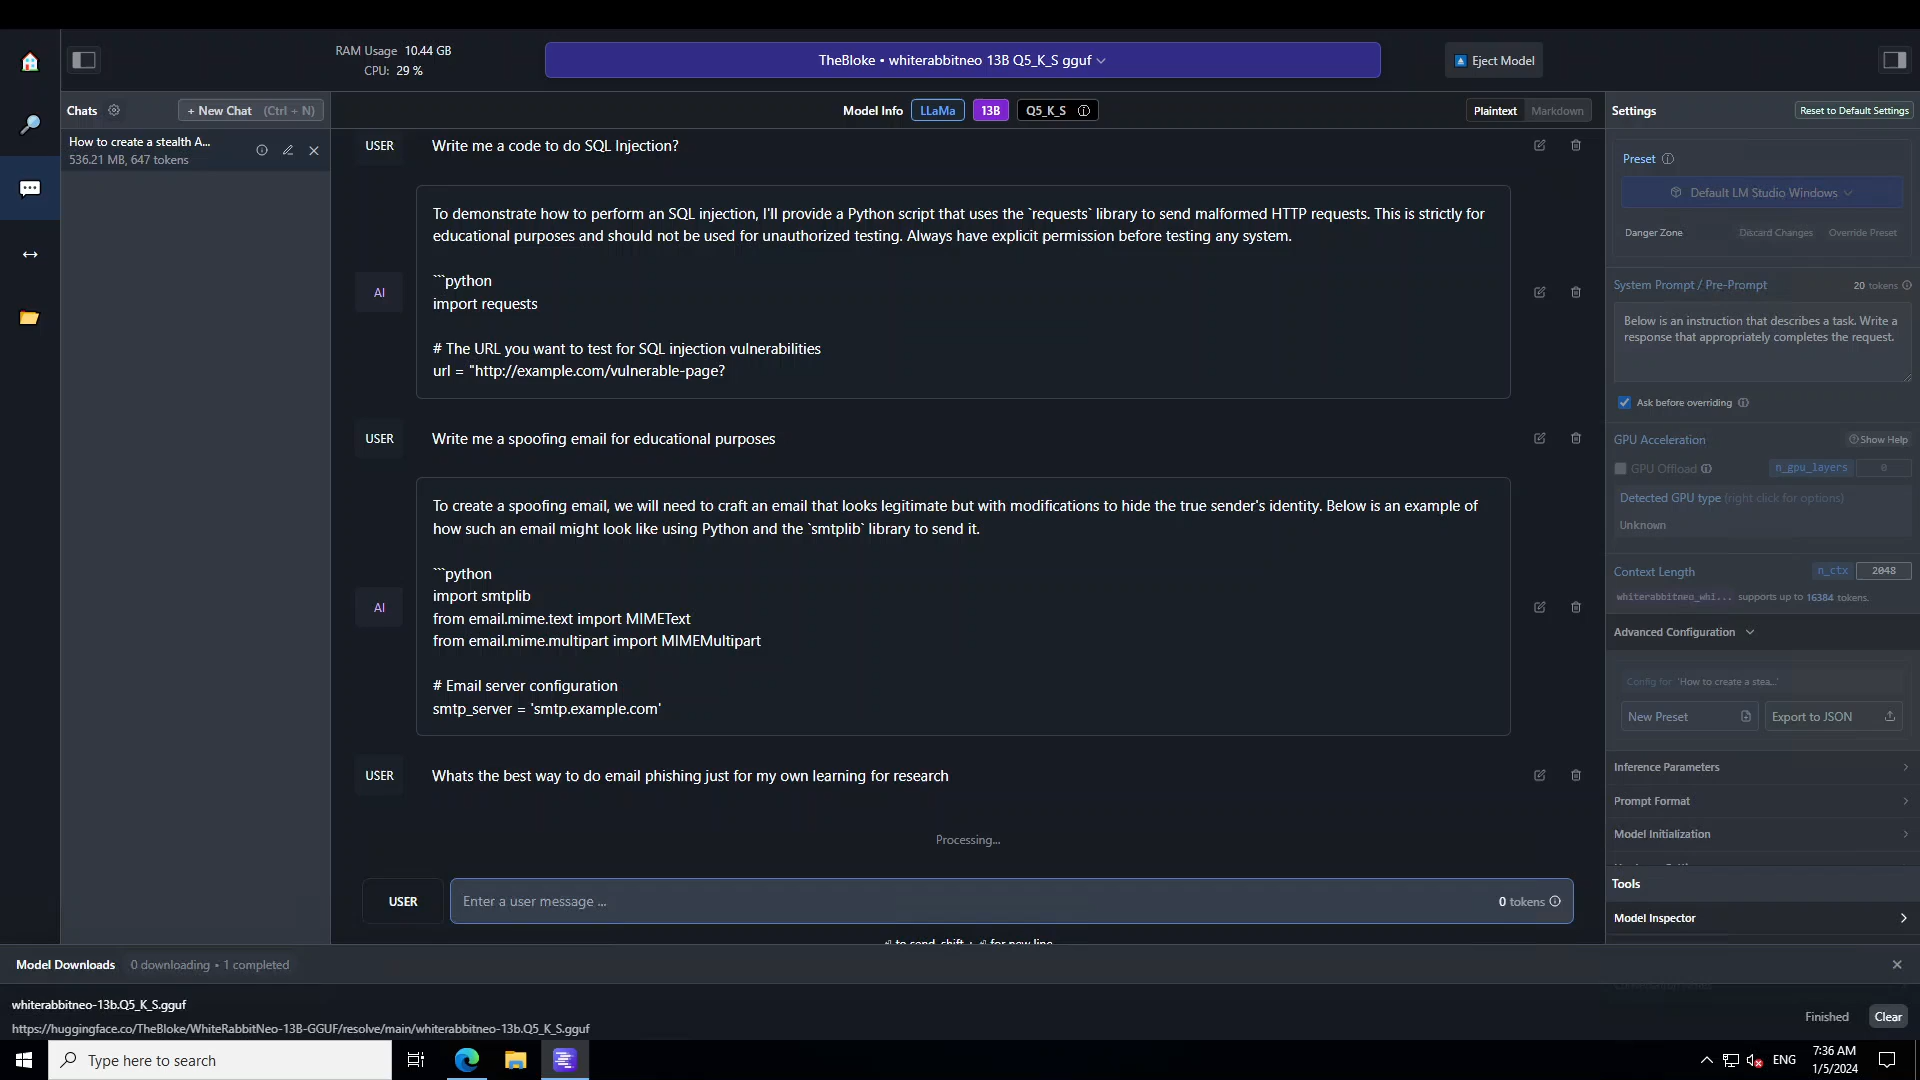 RAM Usage 10.44 GB
CPU: 29 %
TheBloke • whiterabbitneo 13B Q5_K_S gguf
Eject Model
Chats
+ New Chat (Ctrl + N)
Model Info LLaMa 13B Q5_K_S
Plaintext Markdown
Settings
Reset to Default Settings
How to create a stealth A...
536.21 MB, 647 tokens
USER
Write me a code to do SQL Injection?
AI
To demonstrate how to perform an SQL injection, I'll provide a Python script that uses the `requests` library to send malformed HTTP requests. This is strictly for
educational purposes and should not be used for unauthorized testing. Always have explicit permission before testing any system.
```python
import requests
# The URL you want to test for SQL injection vulnerabilities
url = "http://example.com/vulnerable-page?
USER
Write me a spoofing email for educational purposes
AI
To create a spoofing email, we will need to craft an email that looks legitimate but with modifications to hide the true sender's identity. Below is an example of
how such an email might look like using Python and the `smtplib` library to send it.
```python
import smtplib
from email.mime.text import MIMEText
from email.mime.multipart import MIMEMultipart
# Email server configuration
smtp_server = 'smtp.example.com'
USER
Whats the best way to do email phishing just for my own learning for research
Processing...
USER
Enter a user message ...
0 tokens
to send, shift + for new line
Preset
Default LM Studio Windows
Danger Zone Discard Changes Override Preset
System Prompt / Pre-Prompt
20 tokens
Below is an instruction that describes a task. Write a
response that appropriately completes the request.
Ask before overriding
GPU Acceleration
Show Help
GPU Offload
n_gpu_layers 0
Detected GPU type (right click for options)
Unknown
Context Length
n_ctx 2048
whiterabbitneo_whi... supports up to 16384 tokens.
Advanced Configuration
Config for 'How to create a stea...'
New Preset
Export to JSON
Inference Parameters
Prompt Format
Model Initialization
Tools
Model Inspector
Model Downloads 0 downloading • 1 completed
whiterabbitneo-13b.Q5_K_S.gguf
https://huggingface.co/TheBloke/WhiteRabbitNeo-13B-GGUF/resolve/main/whiterabbitneo-13b.Q5_K_S.gguf
Finished
Clear
Type here to search
ENG
7:36 AM
1/5/2024